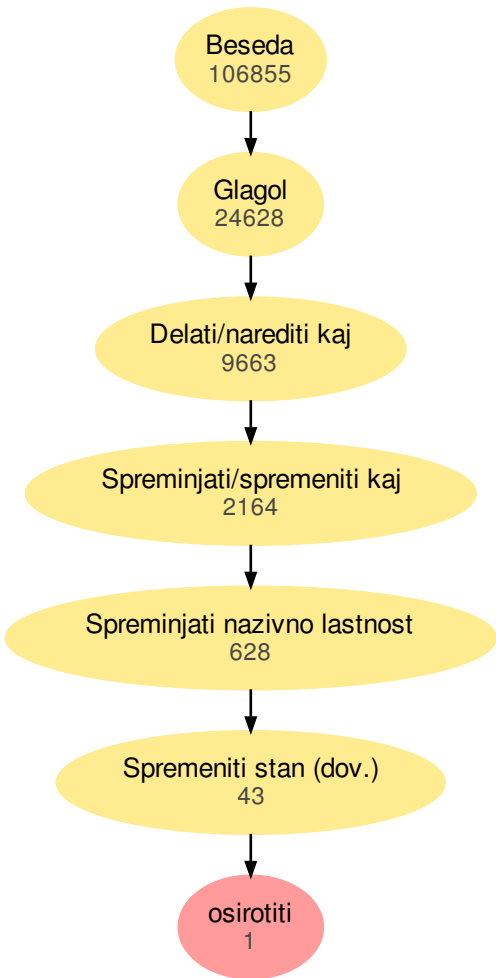 Beseda
106855
Glagol
24628
Delati/narediti kaj
9663
Spreminjati/spremeniti kaj
2164
Spreminjati nazivno lastnost
628
Spremeniti stan (dov.)
43
osirotiti
1